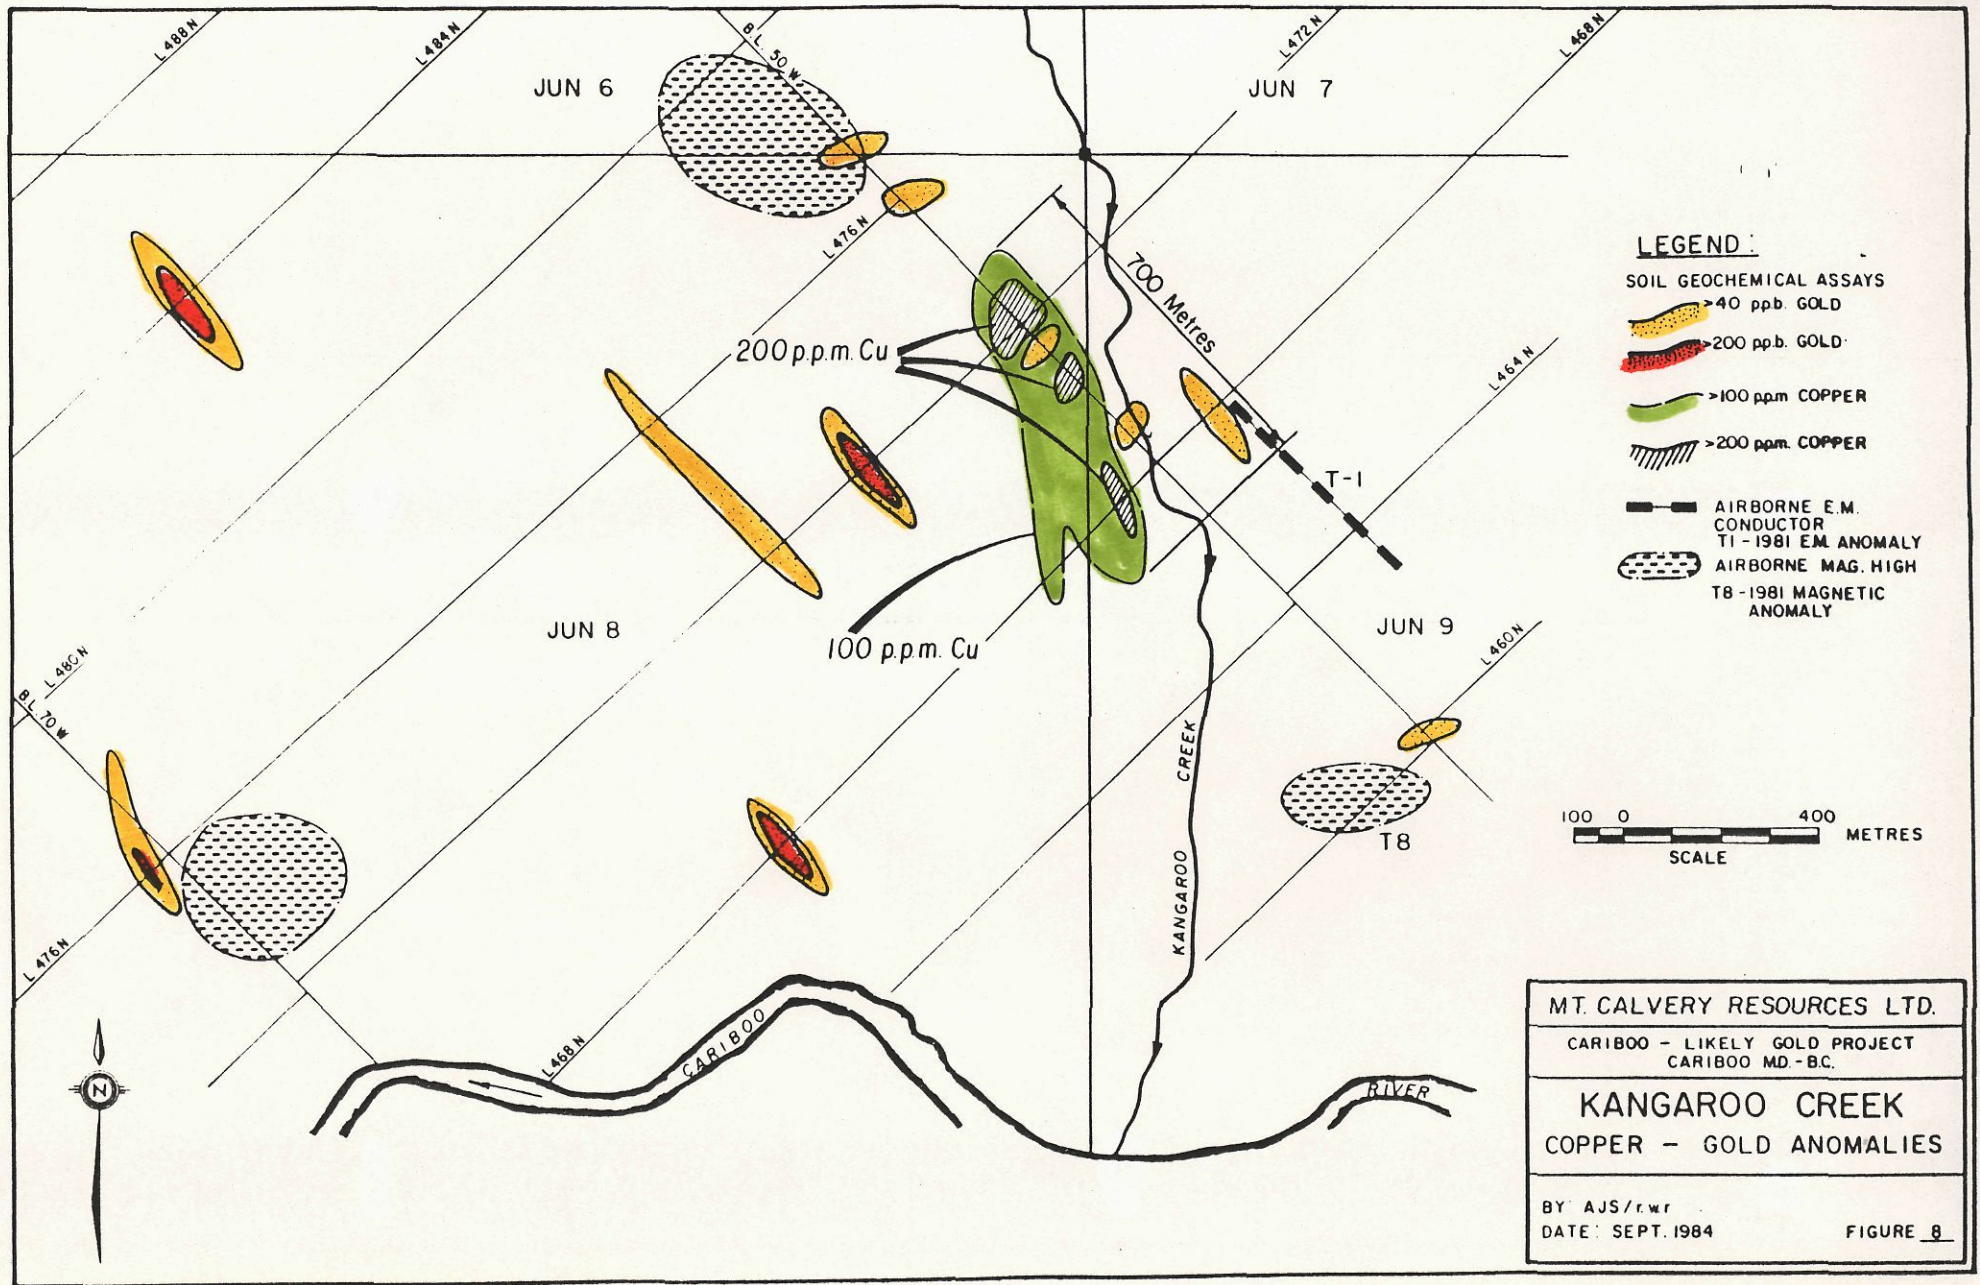 L 488 N
L 484 N
B.L. 50 W
L 472 N
L 468 N
JUN 6
JUN 7
L 476 N
700 Metres
200 p.p.m. Cu
L 464 N
T-1
JUN 8
100 p.p.m. Cu
JUN 9
L 480 N
B.L. 70 W
L 460 N
L 476 N
T8
KANGAROO CREEK
L 468 N
CARIBOO
RIVER
N
LEGEND:
SOIL GEOCHEMICAL ASSAYS
>40 p.p.b. GOLD
>200 p.p.b. GOLD
>100 p.p.m COPPER
>200 p.p.m. COPPER
AIRBORNE E.M.
CONDUCTOR
T1 - 1981 E.M. ANOMALY
AIRBORNE MAG. HIGH
T8 - 1981 MAGNETIC
ANOMALY
100 0 400
METRES
SCALE
MT. CALVERY RESOURCES LTD.
CARIBOO - LIKELY GOLD PROJECT
CARIBOO M.D. - B.C.
KANGAROO CREEK
COPPER - GOLD ANOMALIES
BY: AJS/r.w.r
DATE: SEPT. 1984
FIGURE 8